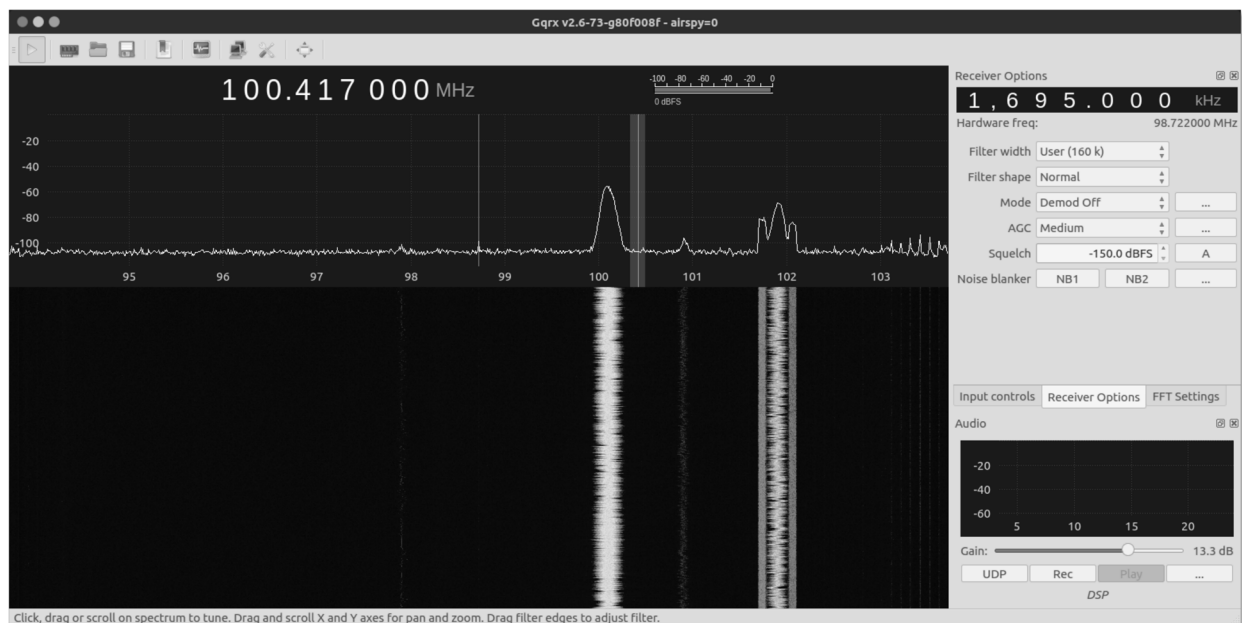 Gqrx v2.6-73-g80f008f - airspy=0
100.417 000 MHz
-100 -80 -60 -40 -20 0
0 dBFS
-20
-40
-60
-80
-100
95 96 97 98 99 100 101 102 103
Receiver Options
1,695.000 kHz
Hardware freq: 98.722000 MHz
Filter width User (160 k)
Filter shape Normal
Mode Demod Off ...
AGC Medium ...
Squelch -150.0 dBFS A
Noise blanker NB1 NB2 ...
Input controls Receiver Options FFT Settings
Audio
-20
-40
-60
5 10 15 20
Gain: 13.3 dB
UDP Rec Play ...
DSP
Click, drag or scroll on spectrum to tune. Drag and scroll X and Y axes for pan and zoom. Drag filter edges to adjust filter.